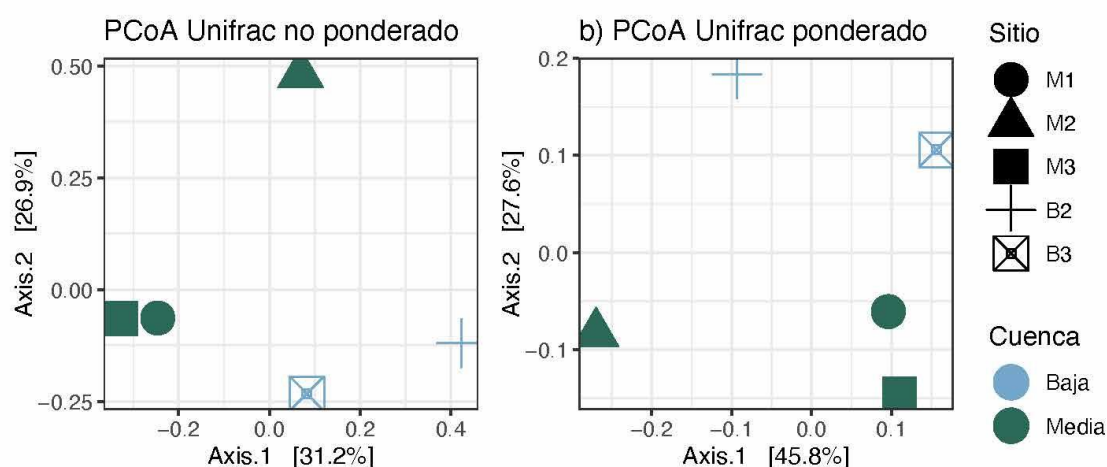 PCoA Unifrac no ponderado
0.50
0.25
0.00
−0.25
Axis.2 [26.9%]
−0.2 0.0 0.2 0.4
Axis.1 [31.2%]
b) PCoA Unifrac ponderado
0.2
0.1
0.0
−0.1
Axis.2 [27.6%]
−0.2 −0.1 0.0 0.1
Axis.1 [45.8%]
Sitio
M1
M2
M3
B2
B3
Cuenca
Baja
Media